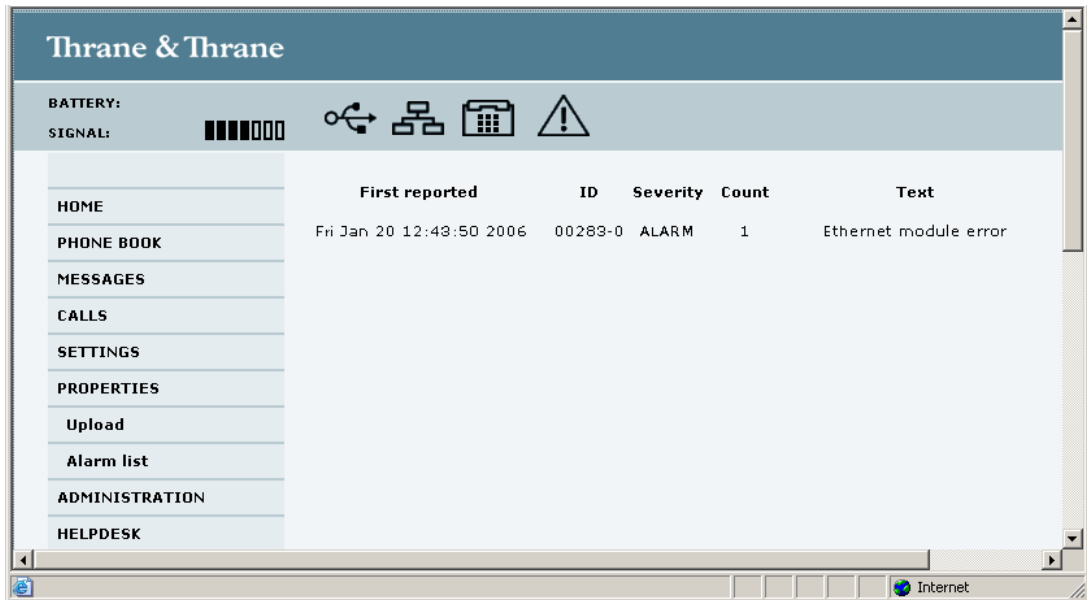 Thrane & Thrane
BATTERY:
SIGNAL:
HOME
PHONE BOOK
MESSAGES
CALLS
SETTINGS
PROPERTIES
Upload
Alarm list
ADMINISTRATION
HELPDESK
First reported ID Severity Count Text
Fri Jan 20 12:43:50 2006 00283-0 ALARM 1 Ethernet module error
Internet